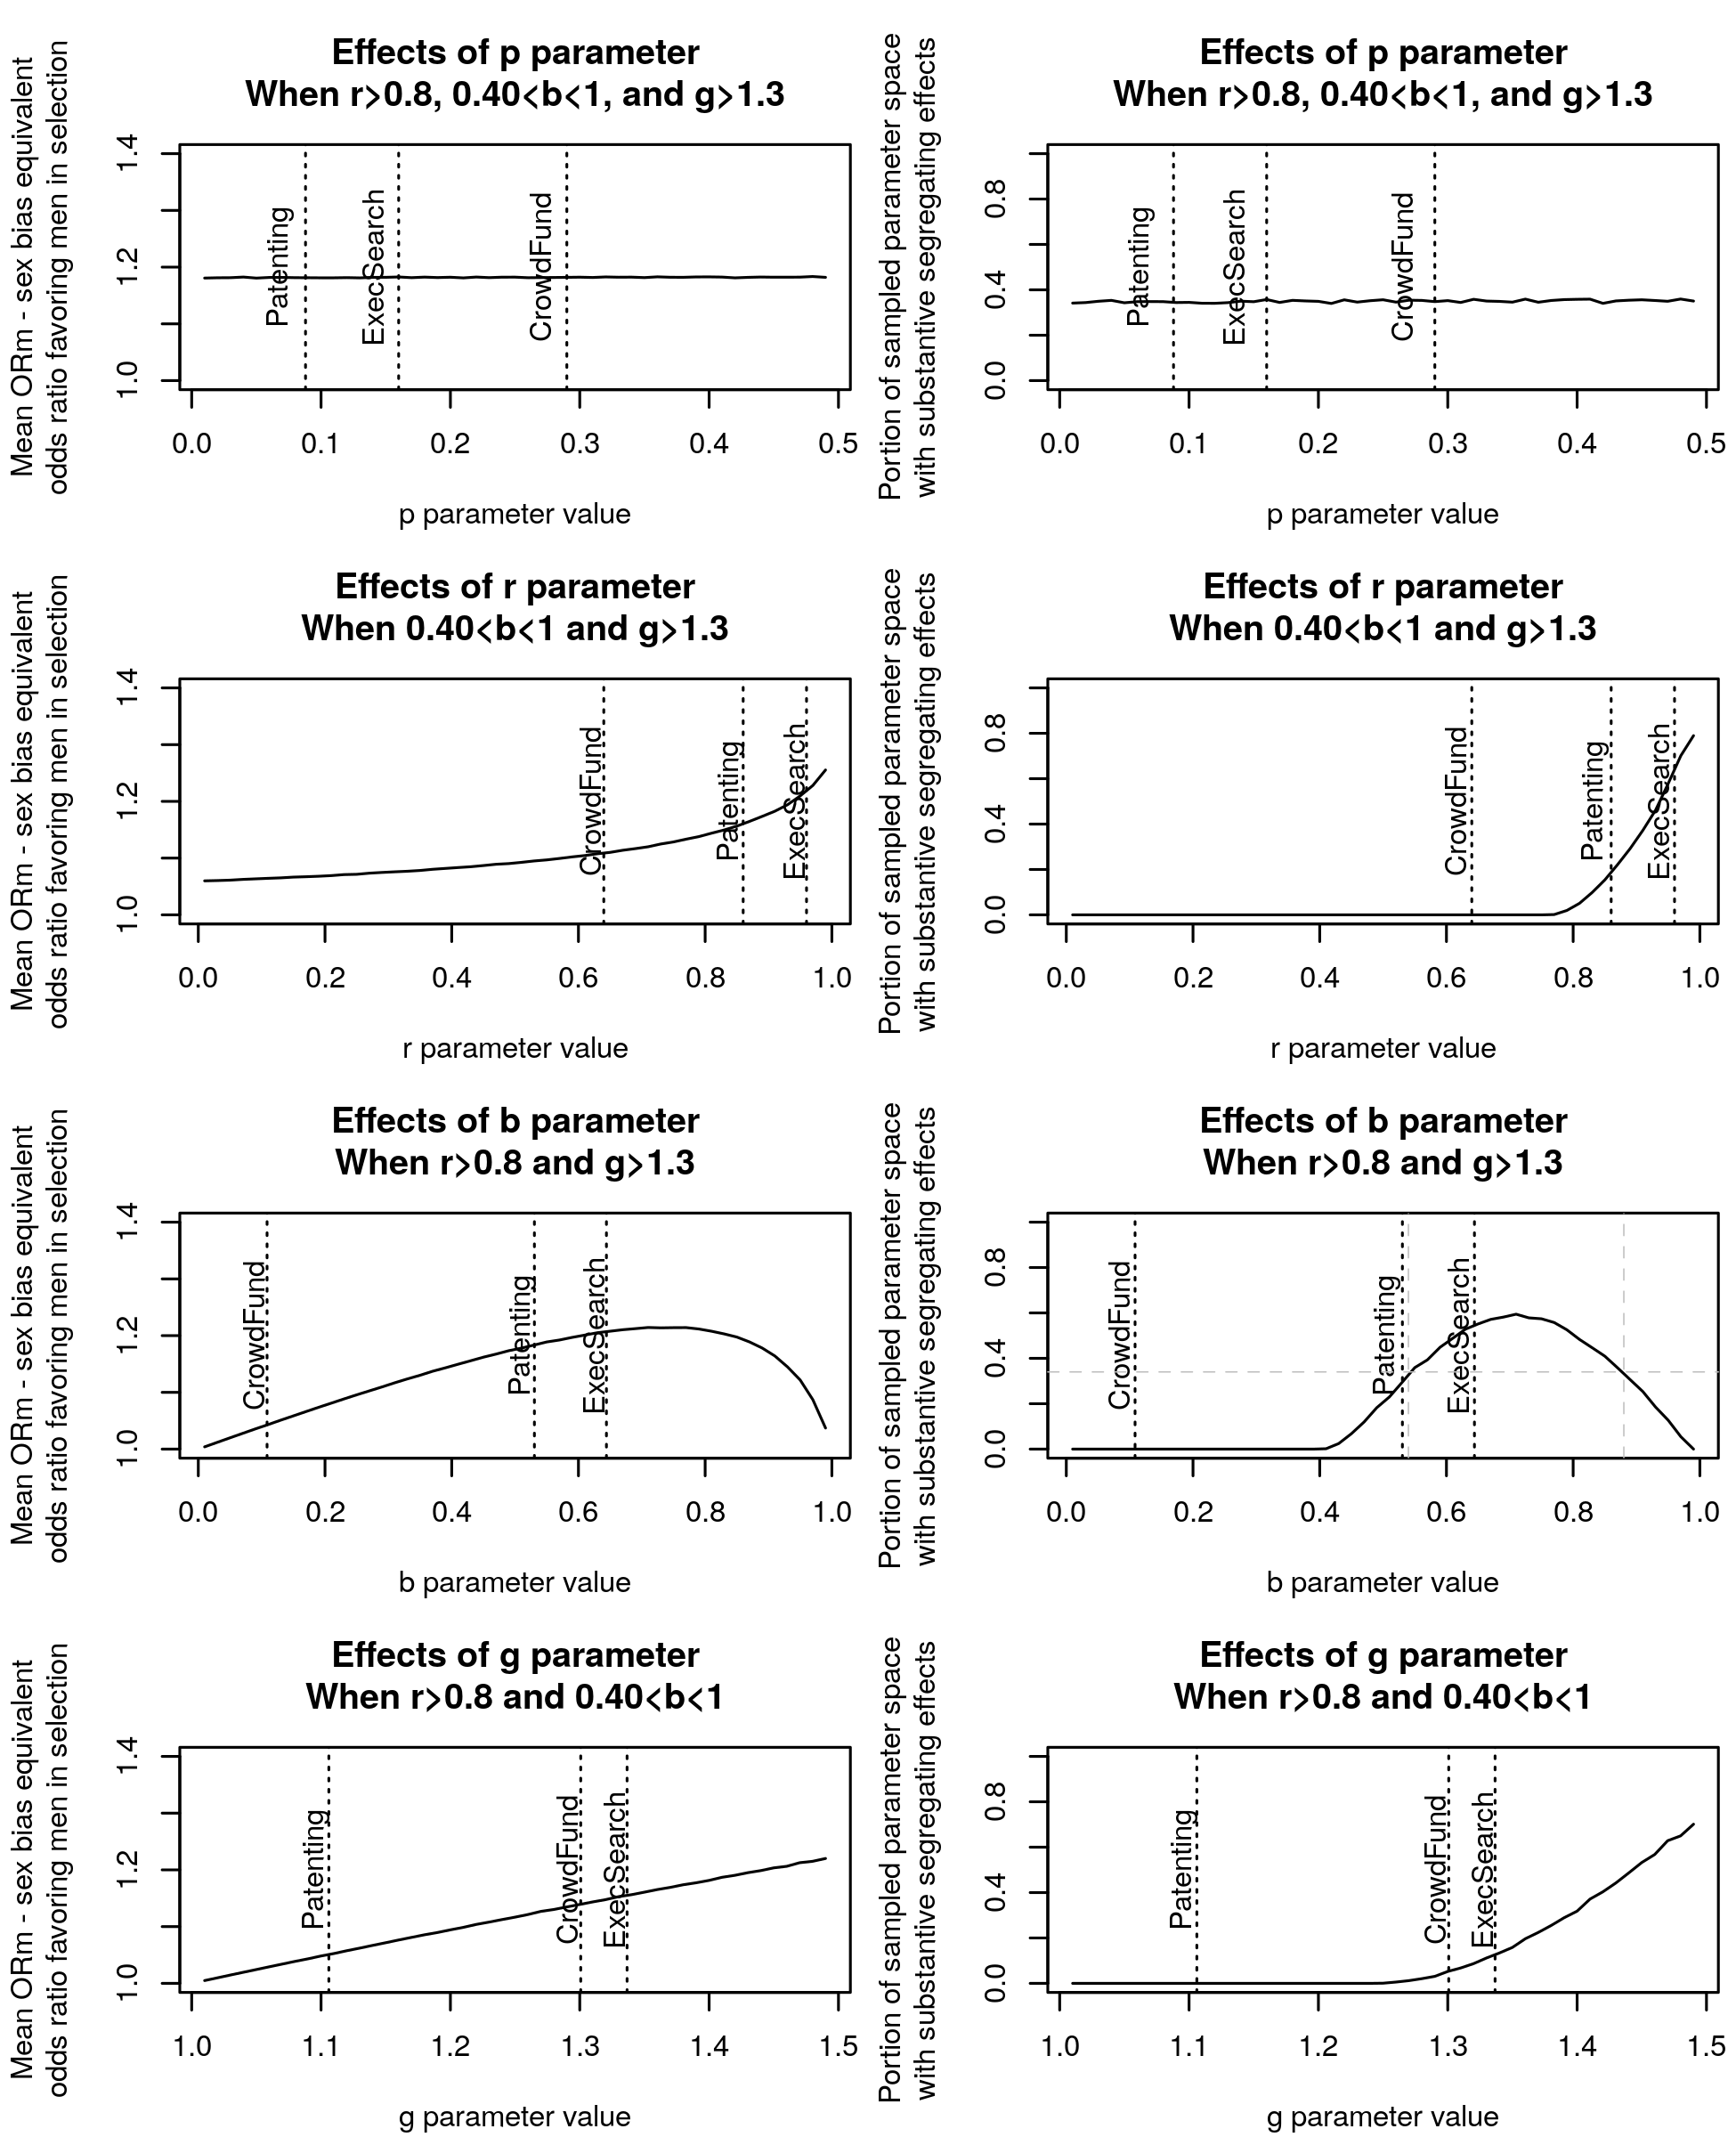 Effects of p parameter
When r>0.8, 0.40<b<1, and g>1.3
Mean ORm - sex bias equivalent
odds ratio favoring men in selection
1.0 1.2 1.4
Patenting
ExecSearch
CrowdFund
0.0 0.1 0.2 0.3 0.4 0.5
p parameter value
Effects of p parameter
When r>0.8, 0.40<b<1, and g>1.3
Portion of sampled parameter space
with substantive segregating effects
0.0 0.4 0.8
Patenting
ExecSearch
CrowdFund
0.0 0.1 0.2 0.3 0.4 0.5
p parameter value
Effects of r parameter
When 0.40<b<1 and g>1.3
Mean ORm - sex bias equivalent
odds ratio favoring men in selection
1.0 1.2 1.4
CrowdFund
Patenting
ExecSearch
0.0 0.2 0.4 0.6 0.8 1.0
r parameter value
Effects of r parameter
When 0.40<b<1 and g>1.3
Portion of sampled parameter space
with substantive segregating effects
0.0 0.4 0.8
CrowdFund
Patenting
ExecSearch
0.0 0.2 0.4 0.6 0.8 1.0
r parameter value
Effects of b parameter
When r>0.8 and g>1.3
Mean ORm - sex bias equivalent
odds ratio favoring men in selection
1.0 1.2 1.4
CrowdFund
Patenting
ExecSearch
0.0 0.2 0.4 0.6 0.8 1.0
b parameter value
Effects of b parameter
When r>0.8 and g>1.3
Portion of sampled parameter space
with substantive segregating effects
0.0 0.4 0.8
CrowdFund
Patenting
ExecSearch
0.0 0.2 0.4 0.6 0.8 1.0
b parameter value
Effects of g parameter
When r>0.8 and 0.40<b<1
Mean ORm - sex bias equivalent
odds ratio favoring men in selection
1.0 1.2 1.4
Patenting
CrowdFund
ExecSearch
1.0 1.1 1.2 1.3 1.4 1.5
g parameter value
Effects of g parameter
When r>0.8 and 0.40<b<1
Portion of sampled parameter space
with substantive segregating effects
0.0 0.4 0.8
Patenting
CrowdFund
ExecSearch
1.0 1.1 1.2 1.3 1.4 1.5
g parameter value